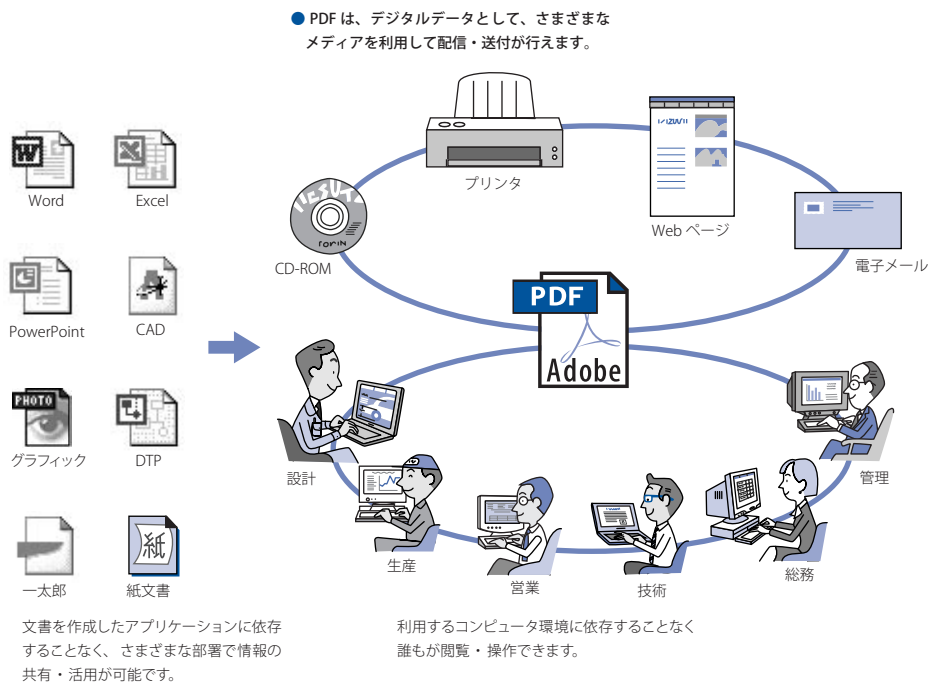 ● PDF は、デジタルデータとして、さまざまな
メディアを利用して配信・送付が行えます。
プリンタ
Web ページ
電子メール
CD-ROM
W
Word
X
Excel
PowerPoint
CAD
PHOTO
グラフィック
DTP
一太郎
紙
紙文書
PDF
Adobe
設計
生産
営業
技術
総務
管理
文書を作成したアプリケーションに依存
することなく、さまざまな部署で情報の
共有・活用が可能です。
利用するコンピュータ環境に依存することなく
誰もが閲覧・操作できます。